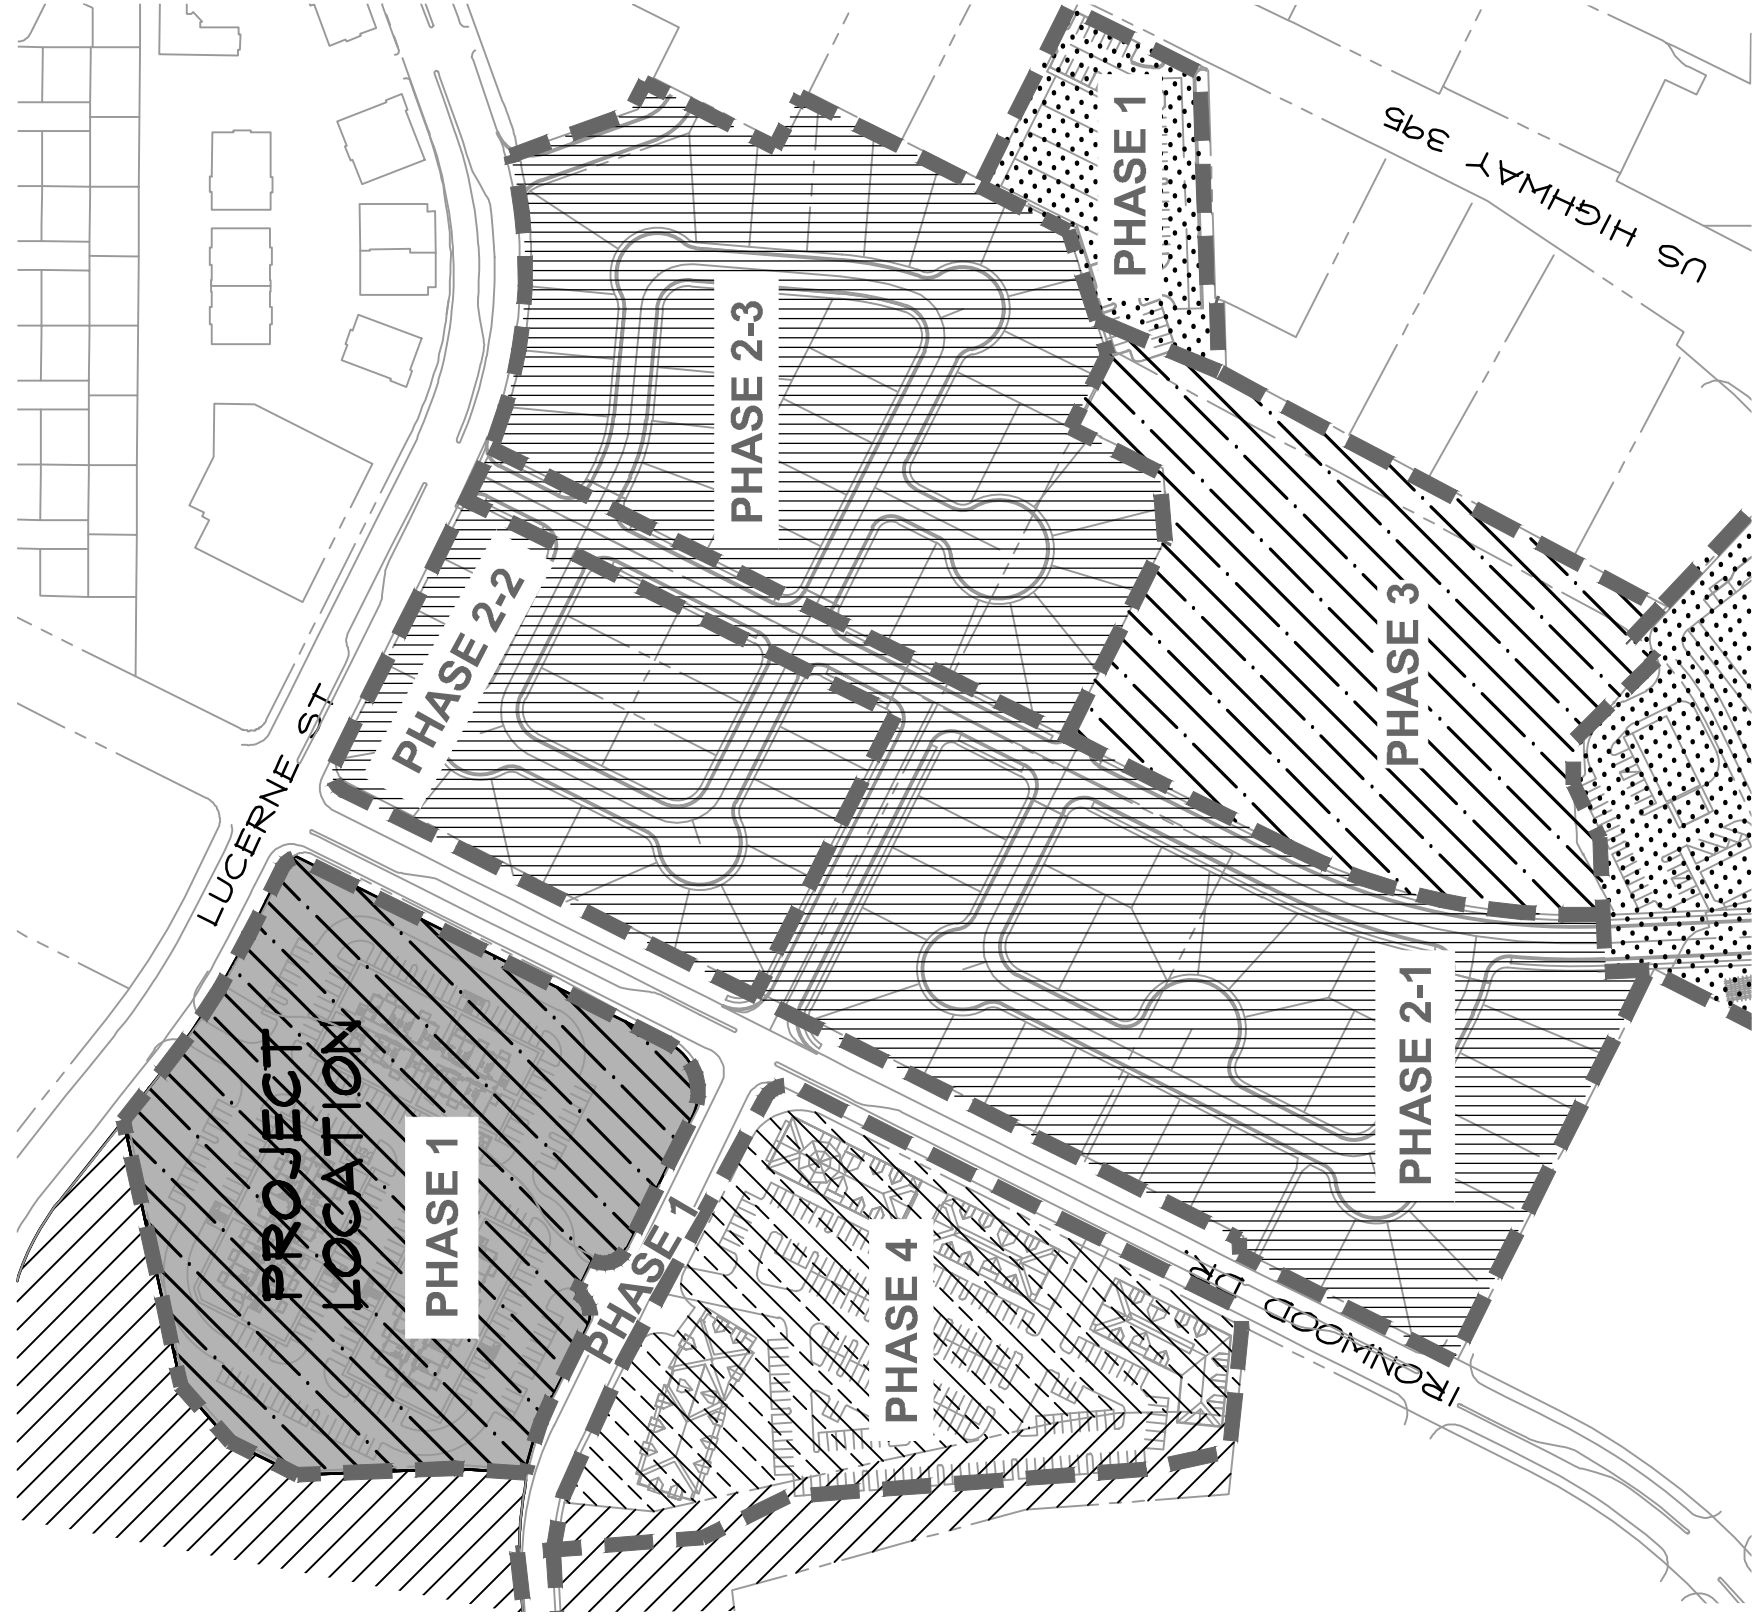 PHASE 1
US HIGHWAY 395
PHASE 2-3
PHASE 2-2
PHASE 3
LUCERNE ST
PROJECT
LOCATION
PHASE 1
PHASE 2-1
PHASE 1
PHASE 4
IRONWOOD DR